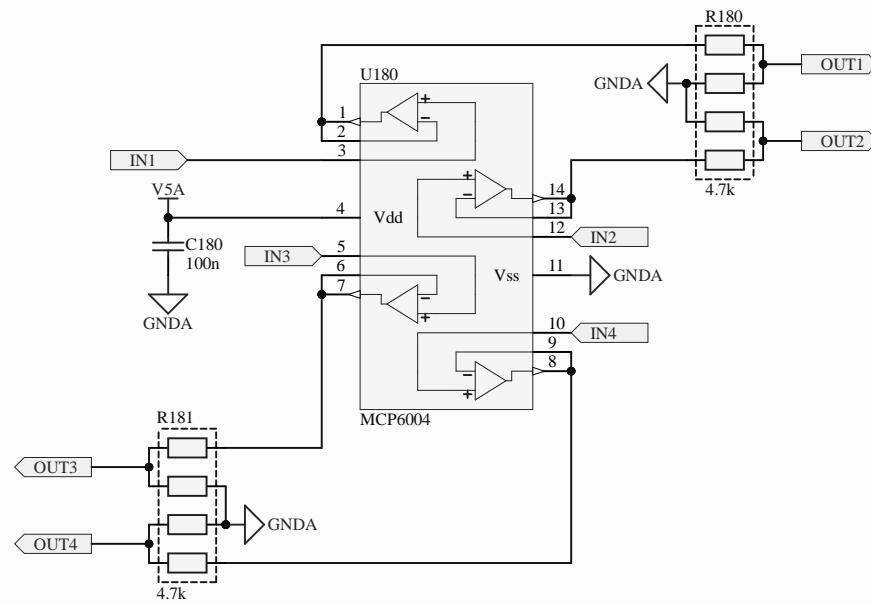 R180
U180
OUT1
GNDA
1
2
3
IN1
OUT2
4.7k
14
13
12
V5A
4
Vdd
IN2
C180
100n
IN3
5
6
7
Vss
11
GNDA
GNDA
10
9
8
IN4
MCP6004
R181
OUT3
GNDA
OUT4
4.7k